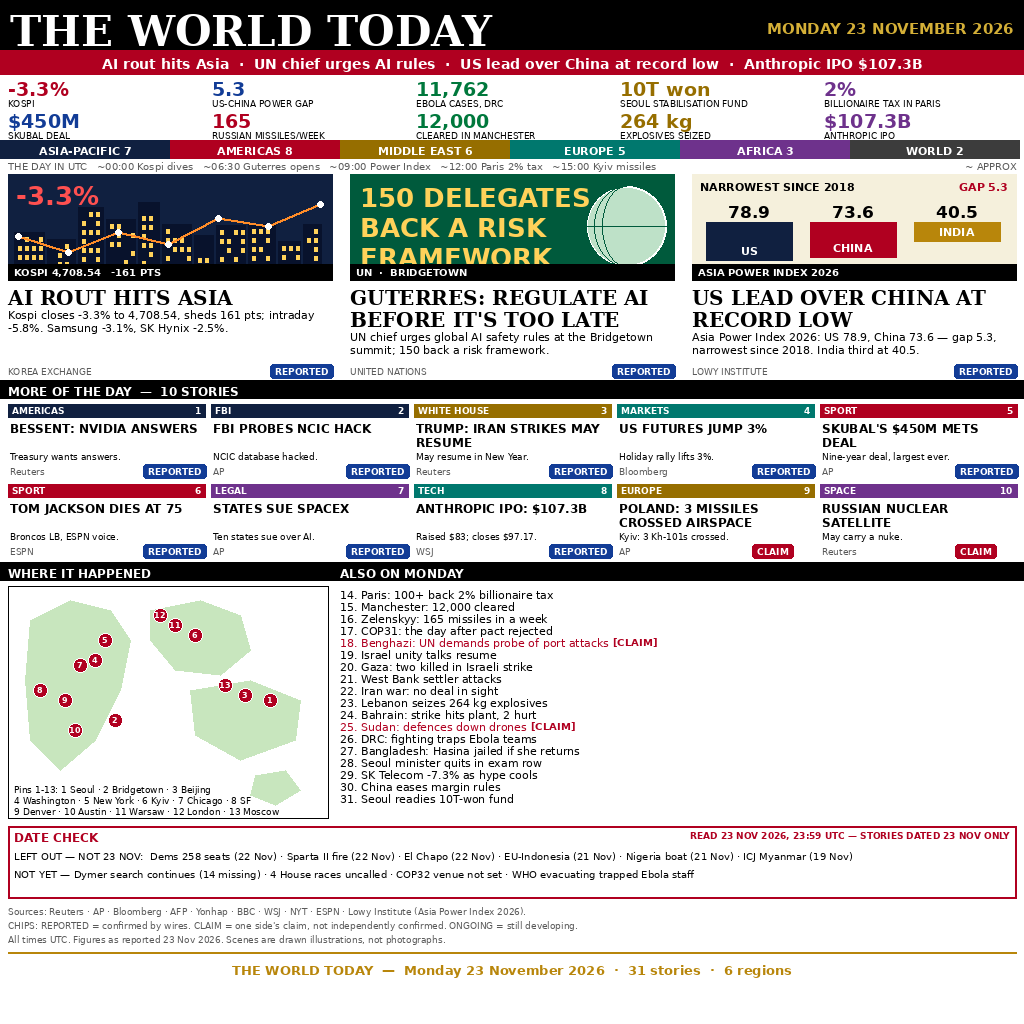 THE WORLD TODAY
MONDAY 23 NOVEMBER 2026
AI rout hits Asia · UN chief urges AI rules · US lead over China at record low · Anthropic IPO $107.3B
-3.3%
KOSPI
5.3
US-CHINA POWER GAP
11,762
EBOLA CASES, DRC
10T won
SEOUL STABILISATION FUND
2%
BILLIONAIRE TAX IN PARIS
$450M
SKUBAL DEAL
165
RUSSIAN MISSILES/WEEK
12,000
CLEARED IN MANCHESTER
264 kg
EXPLOSIVES SEIZED
$107.3B
ANTHROPIC IPO
ASIA-PACIFIC 7
AMERICAS 8
MIDDLE EAST 6
EUROPE 5
AFRICA 3
WORLD 2
THE DAY IN UTC ~00:00 Kospi dives ~06:30 Guterres opens ~09:00 Power Index ~12:00 Paris 2% tax ~15:00 Kyiv missiles
~ APPROX
-3.3%
KOSPI 4,708.54 -161 PTS
AI ROUT HITS ASIA
Kospi closes -3.3% to 4,708.54, sheds 161 pts; intraday
-5.8%. Samsung -3.1%, SK Hynix -2.5%.
KOREA EXCHANGE
REPORTED
150 DELEGATES
BACK A RISK
FRAMEWORK
UN · BRIDGETOWN
GUTERRES: REGULATE AI
BEFORE IT'S TOO LATE
UN chief urges global AI safety rules at the Bridgetown
summit; 150 back a risk framework.
UNITED NATIONS
REPORTED
NARROWEST SINCE 2018
GAP 5.3
78.9
73.6
40.5
US
CHINA
INDIA
ASIA POWER INDEX 2026
US LEAD OVER CHINA AT
RECORD LOW
Asia Power Index 2026: US 78.9, China 73.6 — gap 5.3,
narrowest since 2018. India third at 40.5.
LOWY INSTITUTE
REPORTED
MORE OF THE DAY — 10 STORIES
AMERICAS 1
BESSENT: NVIDIA ANSWERS
Treasury wants answers.
Reuters
REPORTED
FBI 2
FBI PROBES NCIC HACK
NCIC database hacked.
AP
REPORTED
WHITE HOUSE 3
TRUMP: IRAN STRIKES MAY
RESUME
May resume in New Year.
Reuters
REPORTED
MARKETS 4
US FUTURES JUMP 3%
Holiday rally lifts 3%.
Bloomberg
REPORTED
SPORT 5
SKUBAL'S $450M METS
DEAL
Nine-year deal, largest ever.
AP
REPORTED
SPORT 6
TOM JACKSON DIES AT 75
Broncos LB, ESPN voice.
ESPN
REPORTED
LEGAL 7
STATES SUE SPACEX
Ten states sue over AI.
AP
REPORTED
TECH 8
ANTHROPIC IPO: $107.3B
Raised $83; closes $97.17.
WSJ
REPORTED
EUROPE 9
POLAND: 3 MISSILES
CROSSED AIRSPACE
Kyiv: 3 Kh-101s crossed.
AP
CLAIM
SPACE 10
RUSSIAN NUCLEAR
SATELLITE
May carry a nuke.
Reuters
CLAIM
WHERE IT HAPPENED
12
11
6
5
7
4
8
9
10
2
13
3
1
Pins 1-13: 1 Seoul · 2 Bridgetown · 3 Beijing
4 Washington · 5 New York · 6 Kyiv · 7 Chicago · 8 SF
9 Denver · 10 Austin · 11 Warsaw · 12 London · 13 Moscow
ALSO ON MONDAY
14. Paris: 100+ back 2% billionaire tax
15. Manchester: 12,000 cleared
16. Zelenskyy: 165 missiles in a week
17. COP31: the day after pact rejected
18. Benghazi: UN demands probe of port attacks [CLAIM]
19. Israel unity talks resume
20. Gaza: two killed in Israeli strike
21. West Bank settler attacks
22. Iran war: no deal in sight
23. Lebanon seizes 264 kg explosives
24. Bahrain: strike hits plant, 2 hurt
25. Sudan: defences down drones [CLAIM]
26. DRC: fighting traps Ebola teams
27. Bangladesh: Hasina jailed if she returns
28. Seoul minister quits in exam row
29. SK Telecom -7.3% as hype cools
30. China eases margin rules
31. Seoul readies 10T-won fund
DATE CHECK
READ 23 NOV 2026, 23:59 UTC — STORIES DATED 23 NOV ONLY
LEFT OUT — NOT 23 NOV: Dems 258 seats (22 Nov) · Sparta II fire (22 Nov) · El Chapo (22 Nov) · EU-Indonesia (21 Nov) · Nigeria boat (21 Nov) · ICJ Myanmar (19 Nov)
NOT YET — Dymer search continues (14 missing) · 4 House races uncalled · COP32 venue not set · WHO evacuating trapped Ebola staff
Sources: Reuters · AP · Bloomberg · AFP · Yonhap · BBC · WSJ · NYT · ESPN · Lowy Institute (Asia Power Index 2026).
CHIPS: REPORTED = confirmed by wires. CLAIM = one side's claim, not independently confirmed. ONGOING = still developing.
All times UTC. Figures as reported 23 Nov 2026. Scenes are drawn illustrations, not photographs.
THE WORLD TODAY — Monday 23 November 2026 · 31 stories · 6 regions